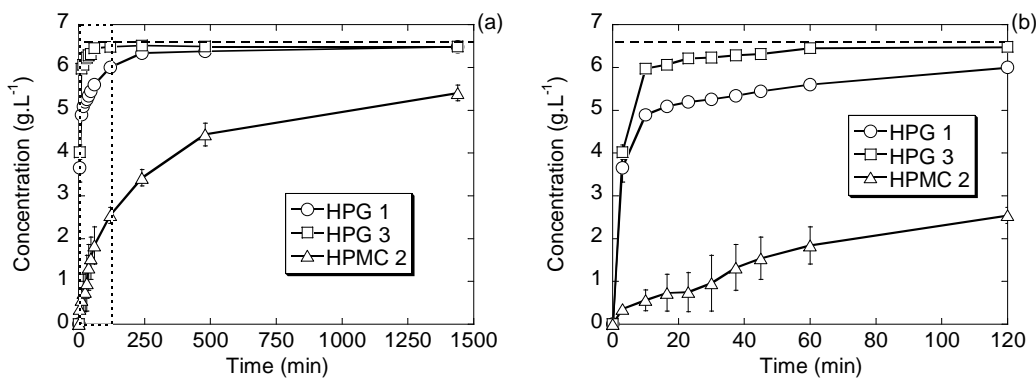 (a)
Concentration (g.L-1)
7
6
5
4
3
2
1
0
HPG 1
HPG 3
HPMC 2
0 250 500 750 1000 1250 1500
Time (min)
(b)
Concentration (g.L-1)
7
6
5
4
3
2
1
0
HPG 1
HPG 3
HPMC 2
0 20 40 60 80 100 120
Time (min)